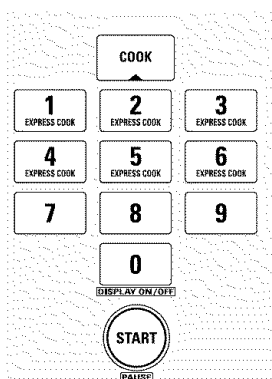 COOK
1 2 3
EXPRESS COOK EXPRESS COOK EXPRESS COOK
4 5 6
EXPRESS COOK EXPRESS COOK EXPRESS COOK
7 8 9
0
DISPLAY ON/OFF
START
PAUSE